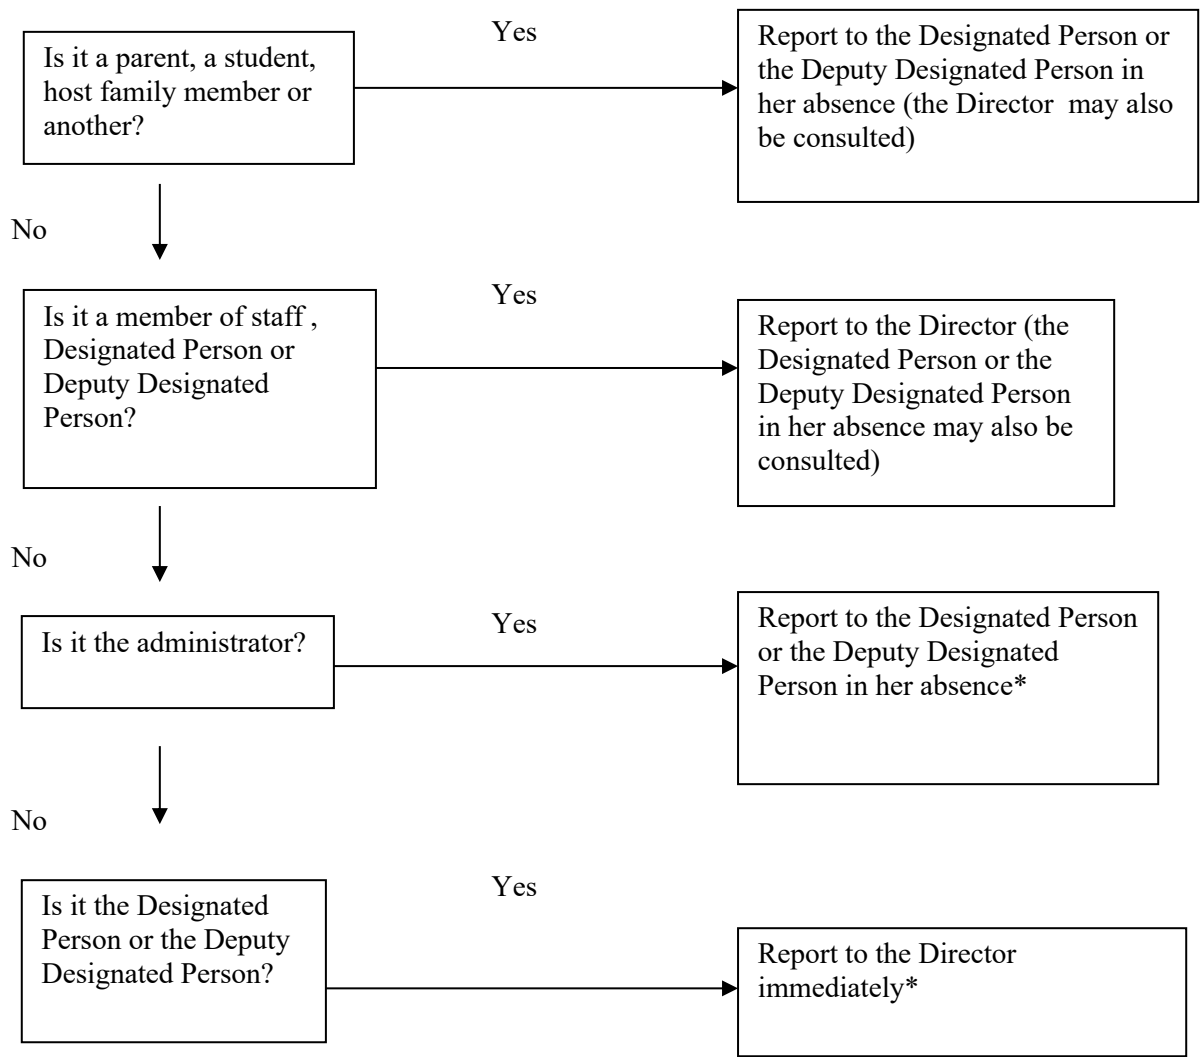 Is it a parent, a student,
host family member or
another?
Yes
Report to the Designated Person or
the Deputy Designated Person in
her absence (the Director  may also
be consulted)
No
Is it a member of staff ,
Designated Person or
Deputy Designated
Person?
Yes
Report to the Director (the
Designated Person or the
Deputy Designated Person
in her absence may also be
consulted)
No
Is it the administrator?
Yes
Report to the Designated Person
or the Deputy Designated
Person in her absence*
No
Is it the Designated
Person or the Deputy
Designated Person?
Yes
Report to the Director
immediately*